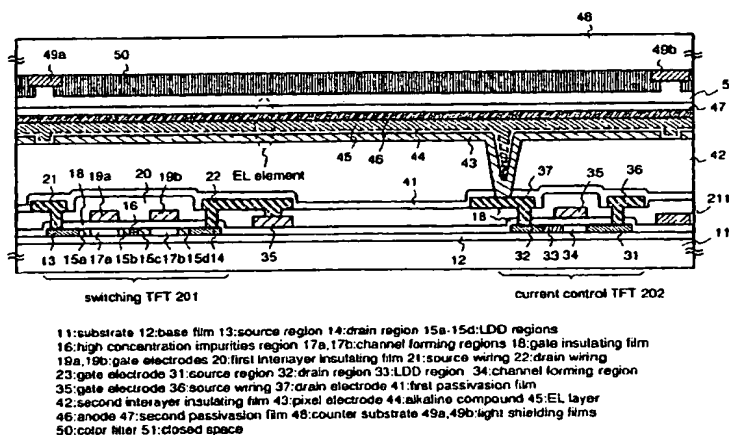 48
49a 50 49b
5
47
45 46 44 43
42
EL element
21 18 19a 20 19b 22 41 37 35 36
16 18
211
11
13 15a 17a 15b 15c 17b 15d 14 35 12 32 33 34 31
switching TFT 201 current control TFT 202
11:substrate 12:base film 13:source region 14:drain region 15a-15d:LDD regions
16:high concentration impurities region 17a,17b:channel forming regions 18:gate insulating film
19a,19b:gate electrodes 20:first interlayer insulating film 21:source wiring 22:drain wiring
23:gate electrode 31:source region 32:drain region 33:LDD region 34:channel forming region
35:gate electrode 36:source wiring 37:drain electrode 41:first passivasion film
42:second interayer insulating film 43:pixel electrode 44:alkaline compound 45:EL layer
46:anode 47:second passivasion film 48:counter substrate 49a,49b:light shielding films
50:color filter 51:closed space